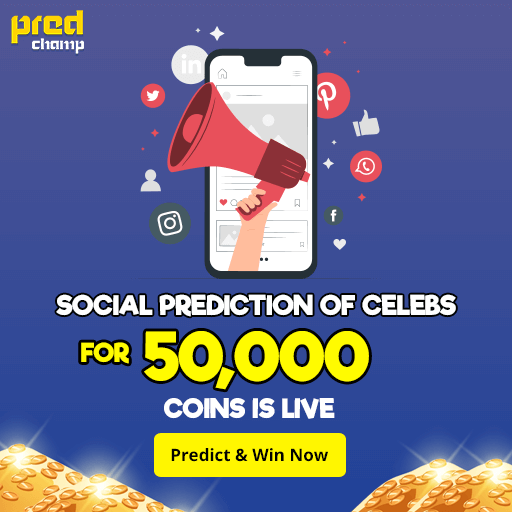 pred
champ
SOCIAL PREDICTION OF CELEBS
FOR 50,000
COINS IS LIVE
Predict & Win Now